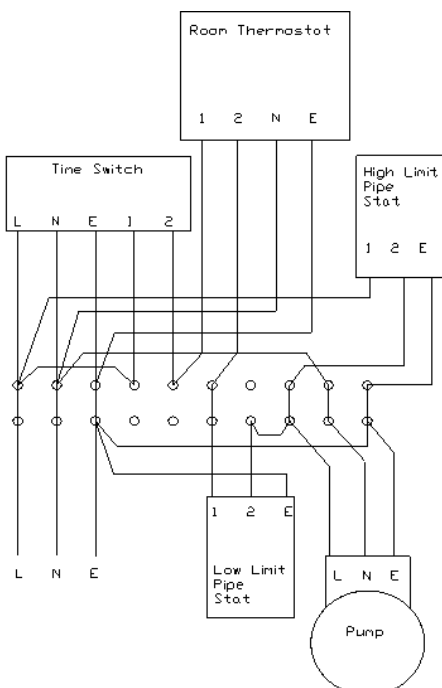 Room Thermostat
1 2 N E
Time Switch
L N E 1 2
High Limit
Pipe
Stat
1 2 E
1 2 E
Low Limit
Pipe
Stat
L N E
L N E
Pump